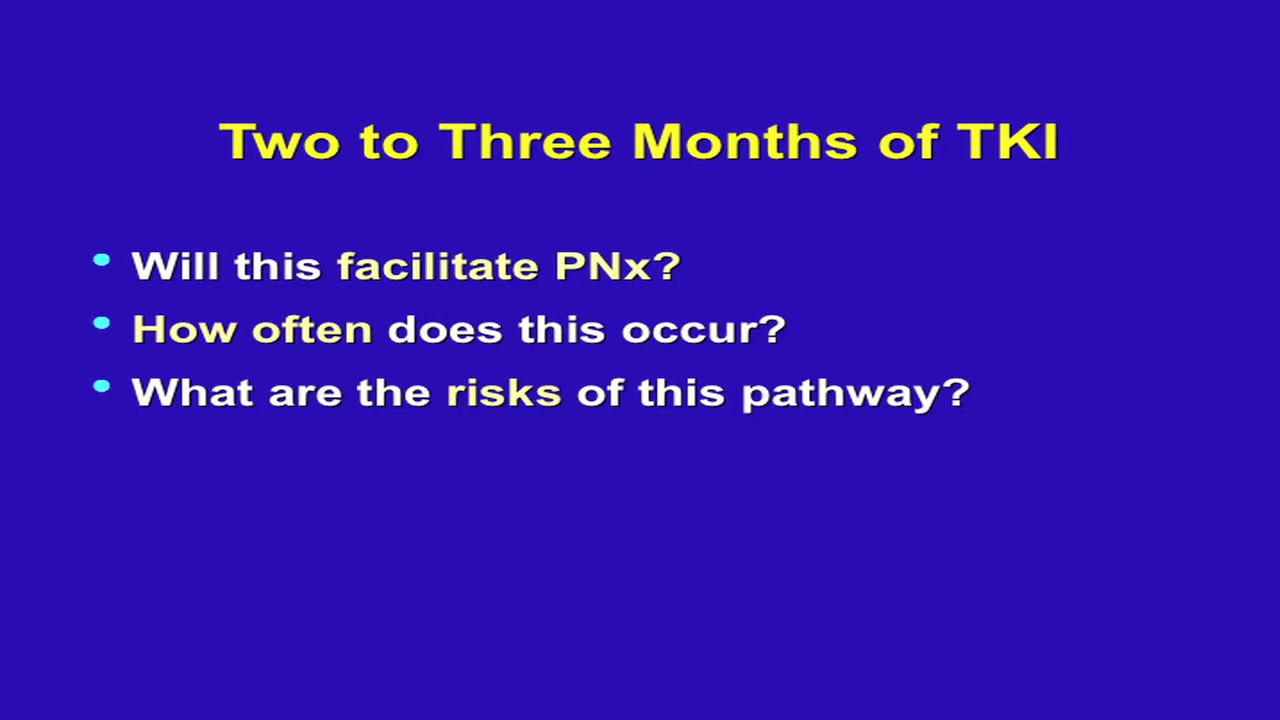 Two to Three Months of TKI
• Will this facilitate PNx?
• How often does this occur?
• What are the risks of this pathway?